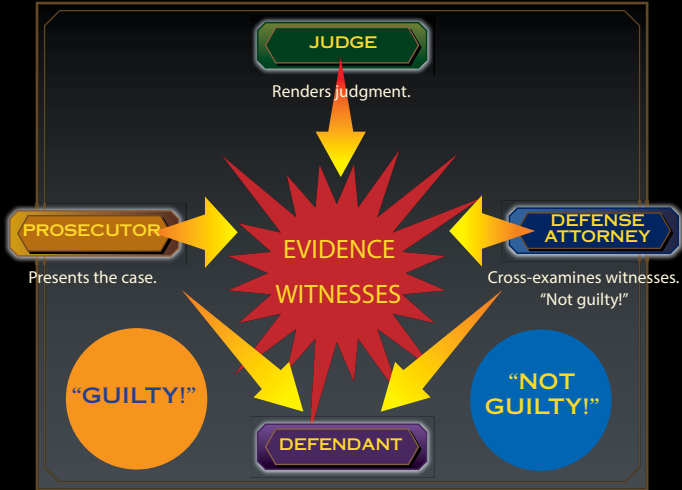 JUDGE
Renders judgment.
PROSECUTOR
Presents the case.
EVIDENCE
WITNESSES
DEFENSE
ATTORNEY
Cross-examines witnesses.
“Not guilty!”
“GUILTY!”
“NOT
GUILTY!”
DEFENDANT